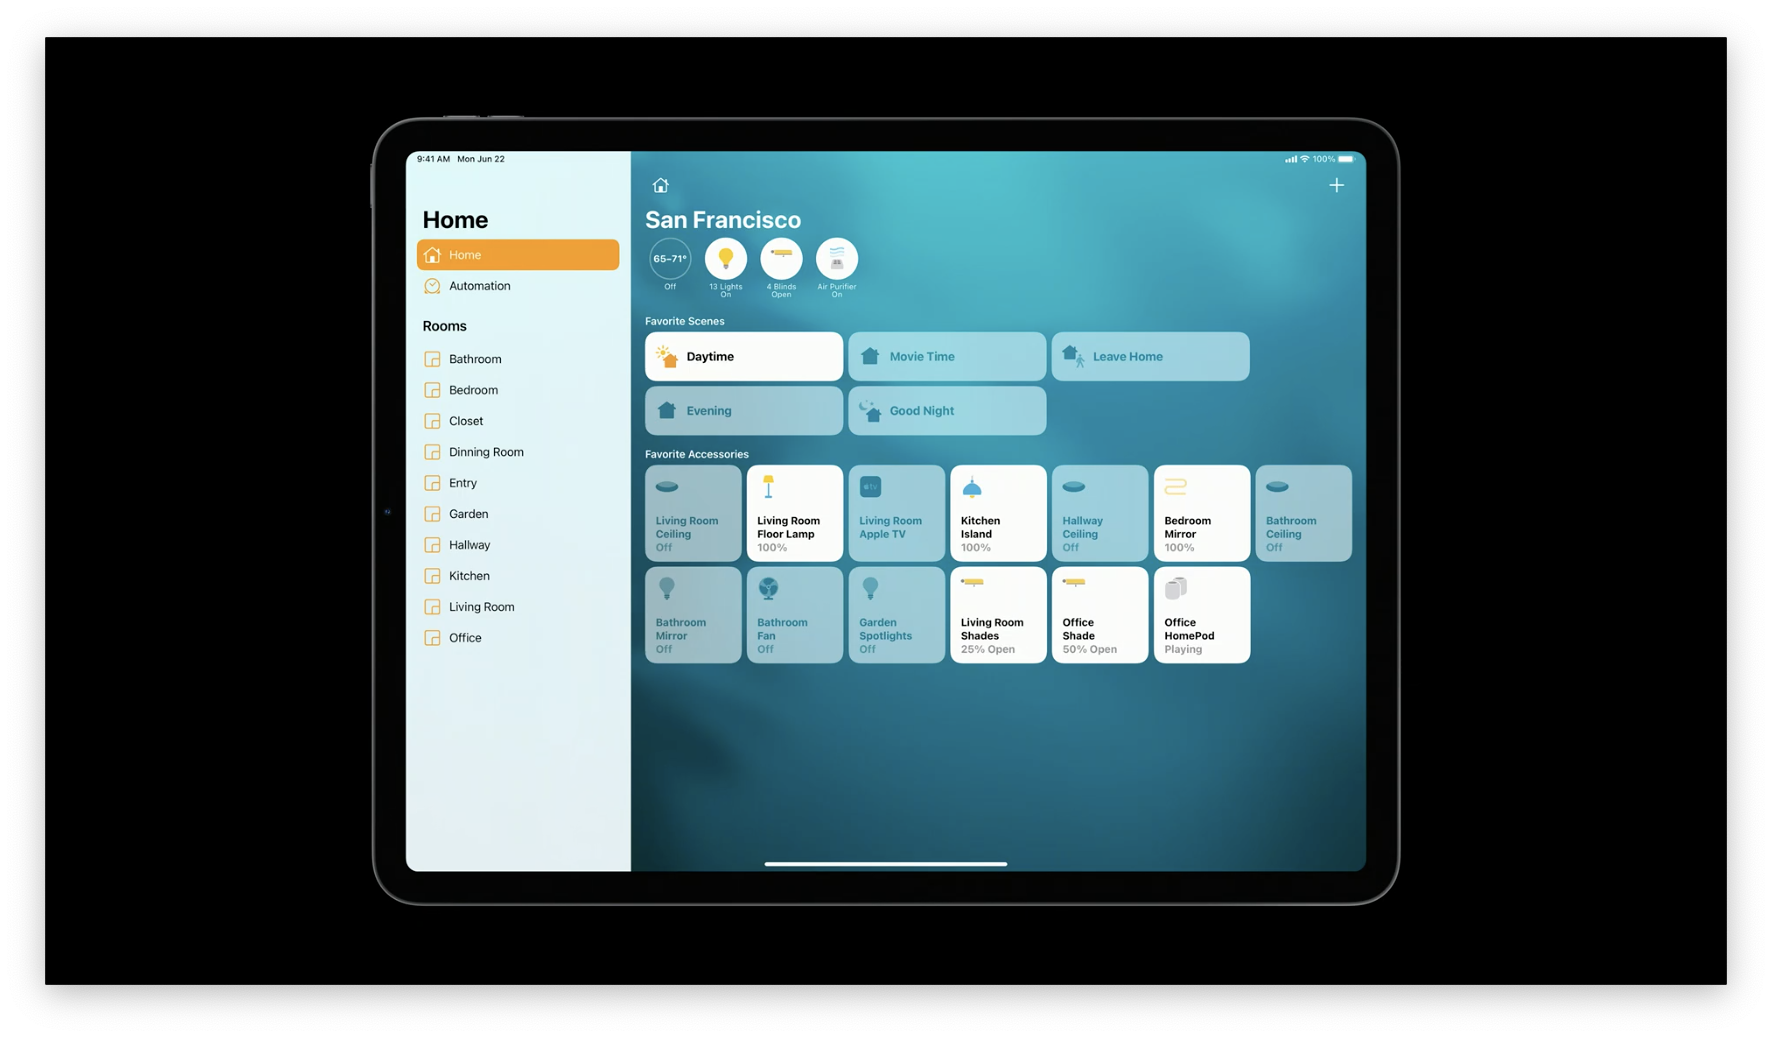 9:41 AM Mon Jun 22
100%
Home
Home
Automation
Rooms
Bathroom
Bedroom
Closet
Dinning Room
Entry
Garden
Hallway
Kitchen
Living Room
Office
San Francisco
65–71°
Off
13 Lights
On
4 Blinds
Open
Air Purifier
On
Favorite Scenes
Daytime
Movie Time
Leave Home
Evening
Good Night
Favorite Accessories
Living Room
Ceiling
Off
Living Room
Floor Lamp
100%
tv
Living Room
Apple TV
Kitchen
Island
100%
Hallway
Ceiling
Off
Bedroom
Mirror
100%
Bathroom
Ceiling
Off
Bathroom
Mirror
Off
Bathroom
Fan
Off
Garden
Spotlights
Off
Living Room
Shades
25% Open
Office
Shade
50% Open
Office
HomePod
Playing